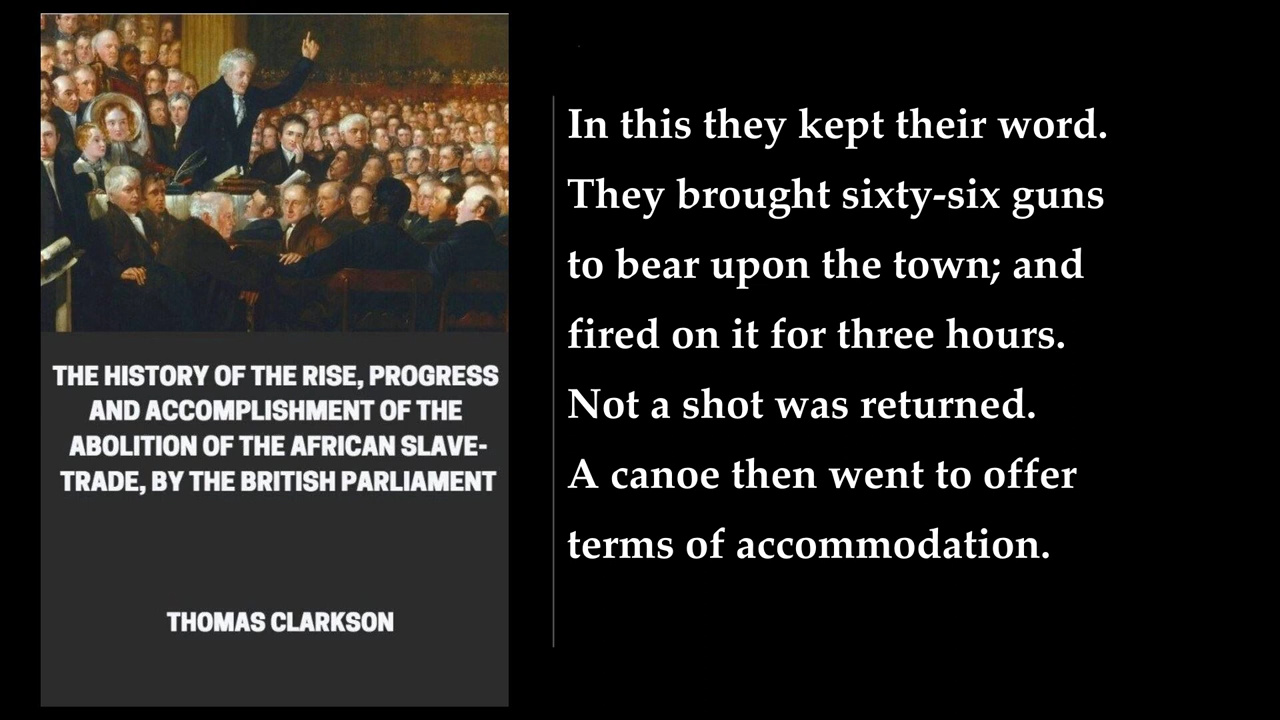 THE HISTORY OF THE RISE, PROGRESS
AND ACCOMPLISHMENT OF THE
ABOLITION OF THE AFRICAN SLAVE-
TRADE, BY THE BRITISH PARLIAMENT
THOMAS CLARKSON
In this they kept their word.
They brought sixty-six guns
to bear upon the town; and
fired on it for three hours.
Not a shot was returned.
A canoe then went to offer
terms of accommodation.